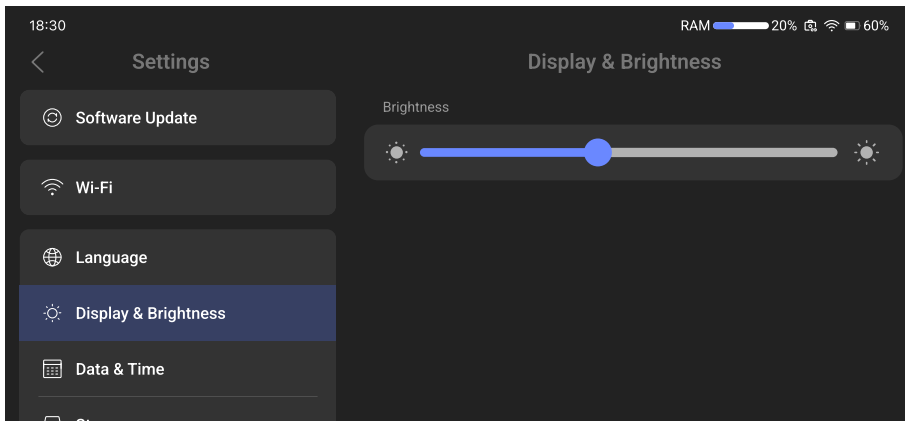 18:30
RAM 20% 60%
Settings
Display & Brightness
Software Update
Wi-Fi
Language
Display & Brightness
Data & Time
Brightness